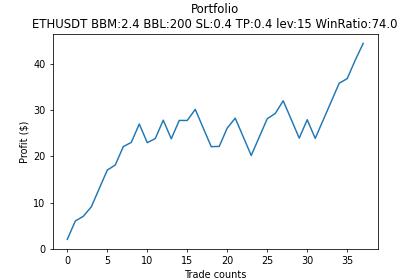 Portfolio
ETHUSDT BBM:2.4 BBL:200 SL:0.4 TP:0.4 lev:15 WinRatio:74.0
40
30
20
10
0
Profit ($)
0 5 10 15 20 25 30 35
Trade counts